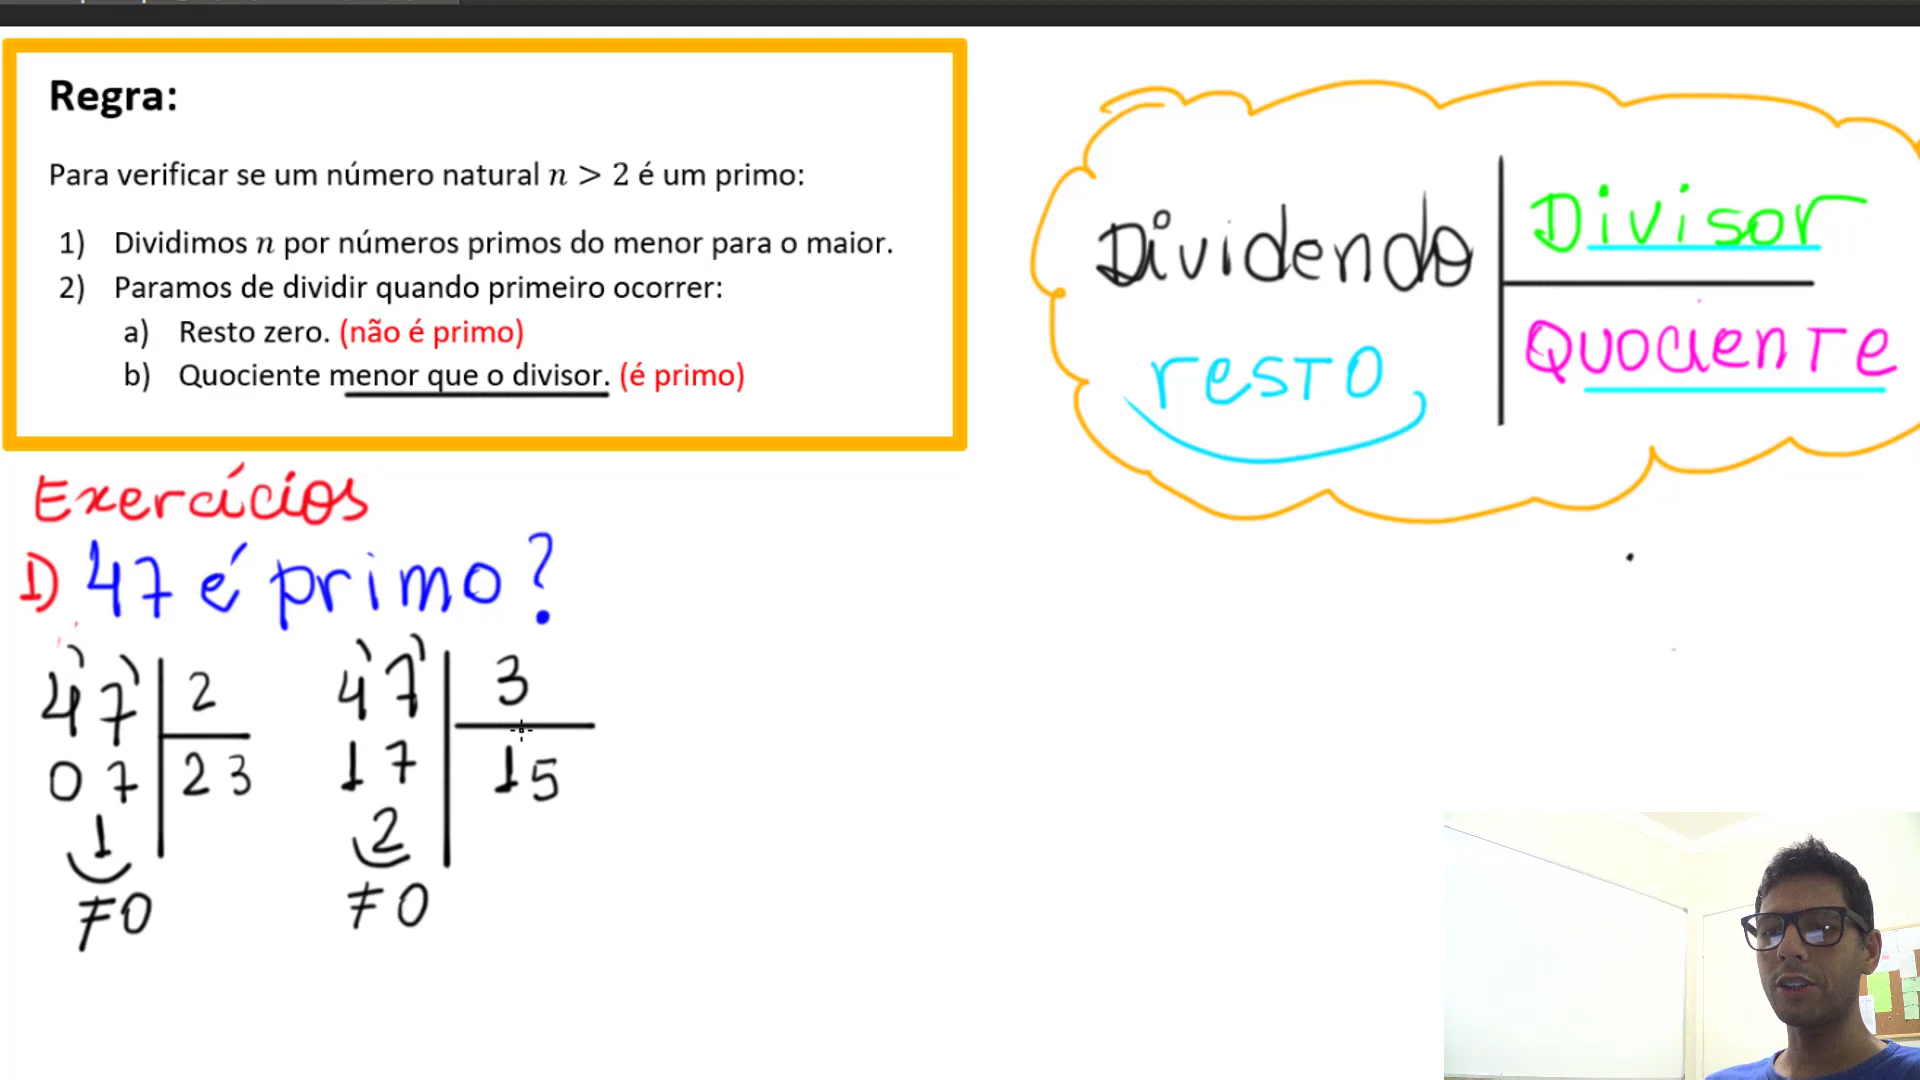 Regra:
Para verificar se um número natural n > 2 é um primo:
1) Dividimos n por números primos do menor para o maior.
2) Paramos de dividir quando primeiro ocorrer:
a) Resto zero. (não é primo)
b) Quociente menor que o divisor. (é primo)
Dividendo Divisor
resto Quociente
Exercícios
1) 47 é primo?
47 2
07 23
1
≠0
47 3
17 15
2
≠0